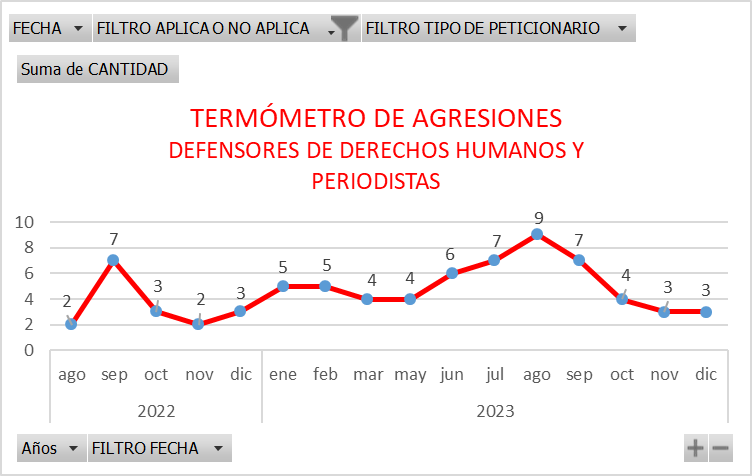 FECHA FILTRO APLICA O NO APLICA FILTRO TIPO DE PETICIONARIO
Suma de CANTIDAD
TERMÓMETRO DE AGRESIONES
DEFENSORES DE DERECHOS HUMANOS Y
PERIODISTAS
10
8
6
4
2
0
2 7 3 2 3 5 5 4 4 6 7 9 7 4 3 3
ago sep oct nov dic ene feb mar may jun jul ago sep oct nov dic
2022 2023
Años FILTRO FECHA